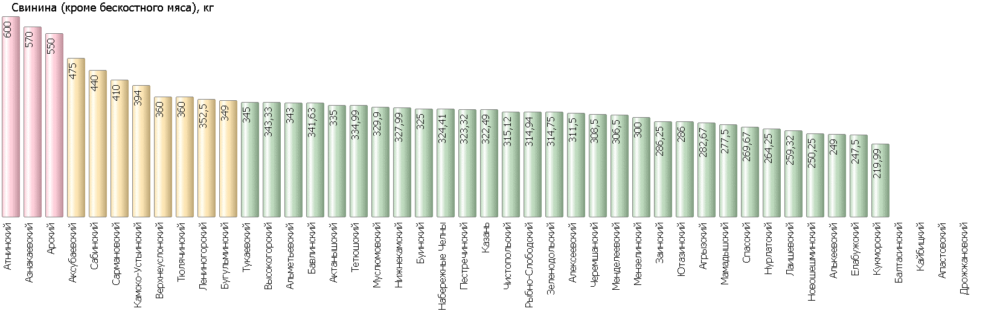 Свинина (кроме бескостного мяса), кг
600
570
550
475
440
410
394
360
360
352,5
349
345
343,33
343
341,63
335
334,99
329,9
327,99
325
324,41
323,32
322,49
315,12
314,94
314,75
311,5
308,5
306,5
300
286,25
286
282,67
277,5
269,67
264,25
259,32
250,25
249
247,5
219,99
Атнинский
Азнакаевский
Арский
Аксубаевский
Сабинский
Сармановский
Камско-Устьинский
Верхнеуслонский
Тюлячинский
Лениногорский
Бугульминский
Тукаевский
Высокогорский
Альметьевский
Бавлинский
Актанышский
Тетюшский
Муслюмовский
Нижнекамский
Буинский
Набережные Челны
Пестречинский
Казань
Чистопольский
Рыбно-Слободский
Зеленодольский
Алексеевский
Черемшанский
Менделеевский
Мензелинский
Заинский
Ютазинский
Агрызский
Мамадышский
Спасский
Нурлатский
Лаишевский
Новошешминский
Алькеевский
Елабужский
Кукморский
Балтасинский
Кайбицкий
Апастовский
Дрожжановский